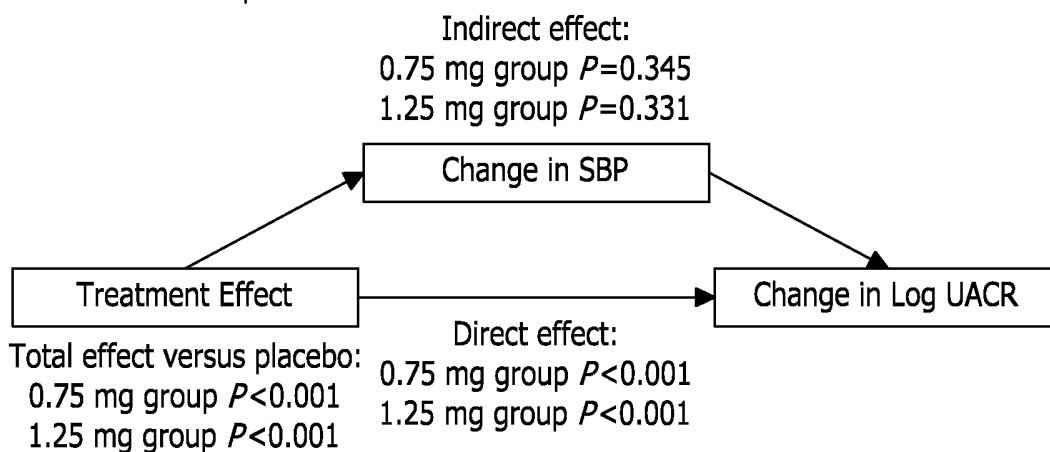 Indirect effect:
0.75 mg group P=0.345
1.25 mg group P=0.331
Change in SBP
Treatment Effect
Change in Log UACR
Total effect versus placebo:
0.75 mg group P<0.001
1.25 mg group P<0.001
Direct effect:
0.75 mg group P<0.001
1.25 mg group P<0.001